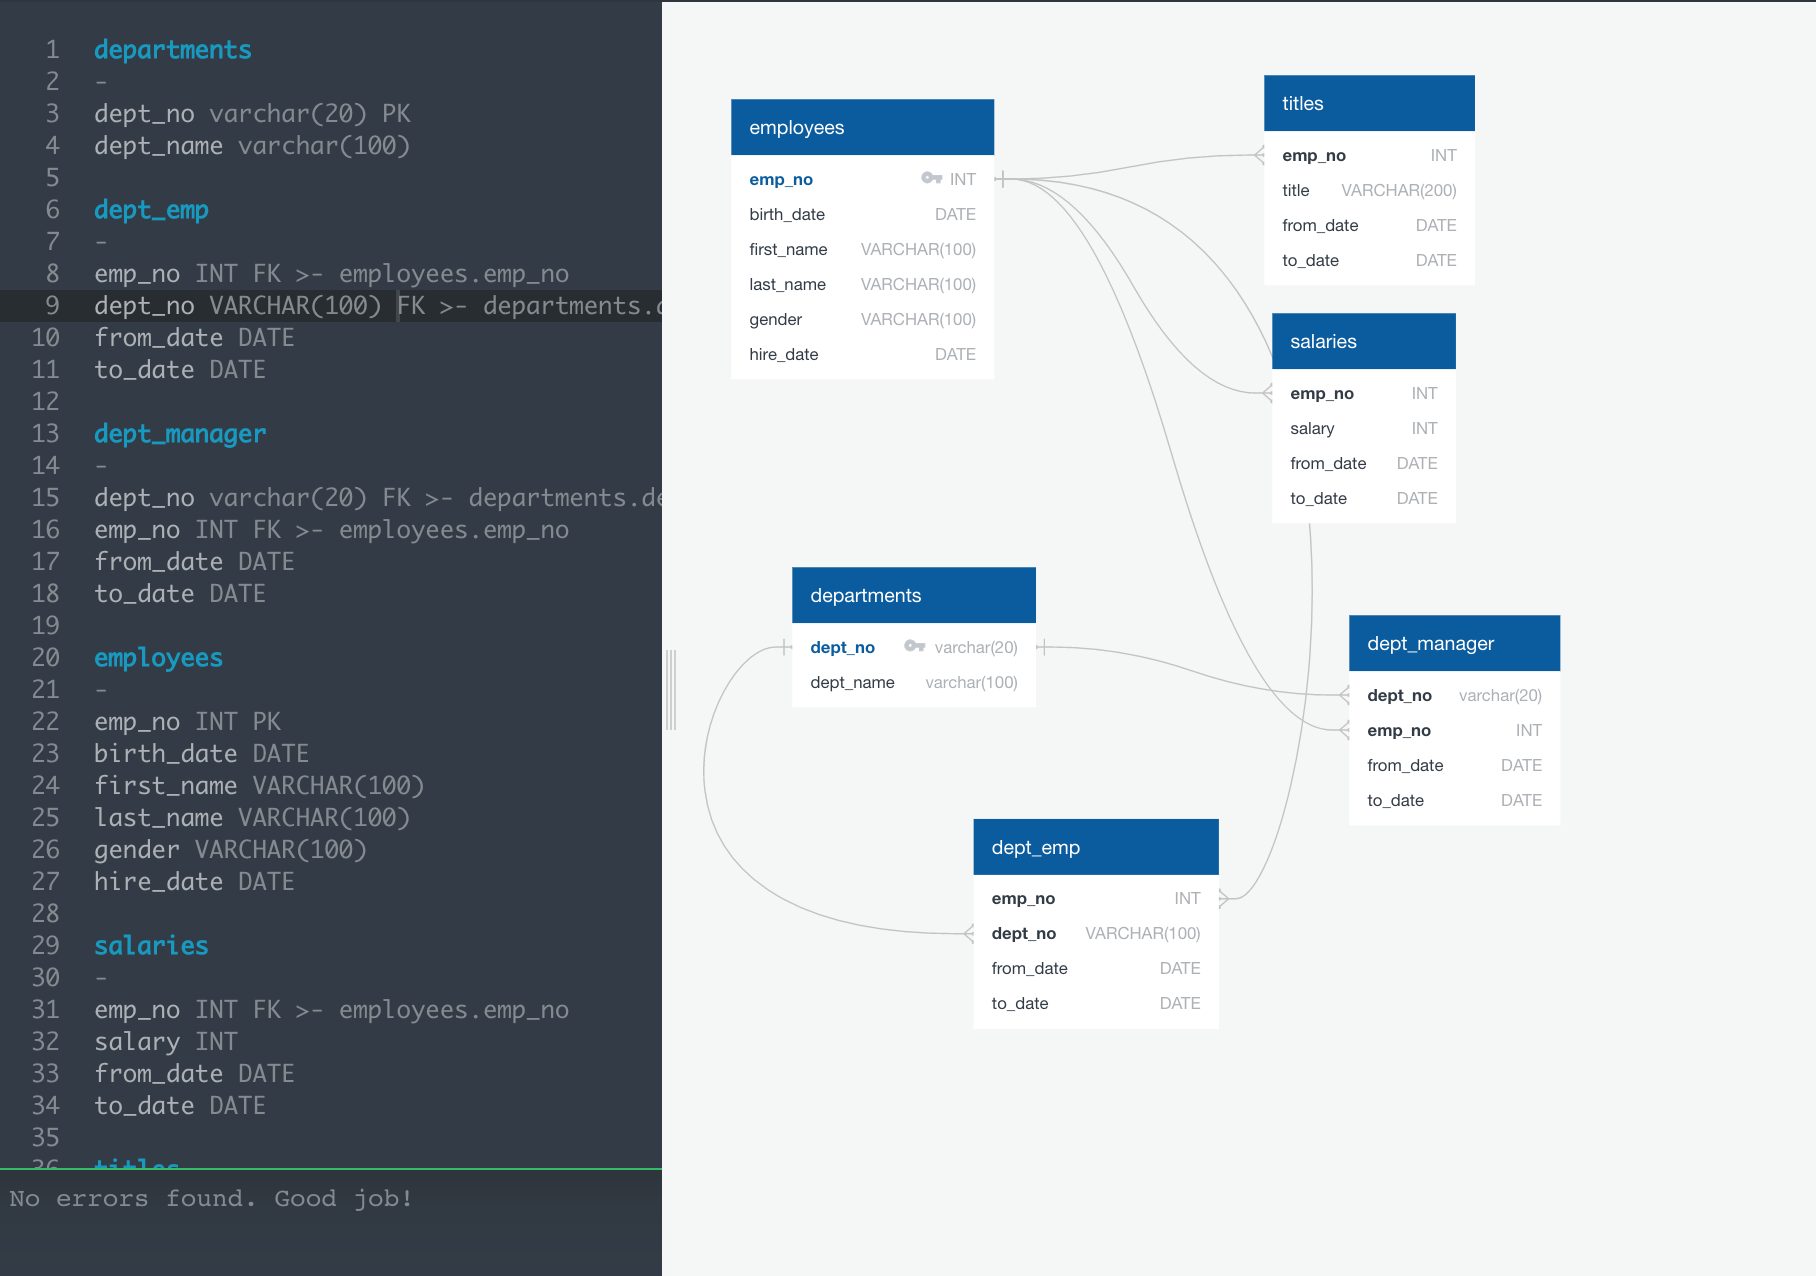 1 departments
2 -
3 dept_no varchar(20) PK
4 dept_name varchar(100)
5
6 dept_emp
7 -
8 emp_no INT FK >- employees.emp_no
9 dept_no VARCHAR(100) FK >- departments.
10 from_date DATE
11 to_date DATE
12
13 dept_manager
14 -
15 dept_no varchar(20) FK >- departments.de
16 emp_no INT FK >- employees.emp_no
17 from_date DATE
18 to_date DATE
19
20 employees
21 -
22 emp_no INT PK
23 birth_date DATE
24 first_name VARCHAR(100)
25 last_name VARCHAR(100)
26 gender VARCHAR(100)
27 hire_date DATE
28
29 salaries
30 -
31 emp_no INT FK >- employees.emp_no
32 salary INT
33 from_date DATE
34 to_date DATE
35
36 titles
No errors found. Good job!
employees
emp_no INT
birth_date DATE
first_name VARCHAR(100)
last_name VARCHAR(100)
gender VARCHAR(100)
hire_date DATE
titles
emp_no INT
title VARCHAR(200)
from_date DATE
to_date DATE
salaries
emp_no INT
salary INT
from_date DATE
to_date DATE
departments
dept_no varchar(20)
dept_name varchar(100)
dept_manager
dept_no varchar(20)
emp_no INT
from_date DATE
to_date DATE
dept_emp
emp_no INT
dept_no VARCHAR(100)
from_date DATE
to_date DATE